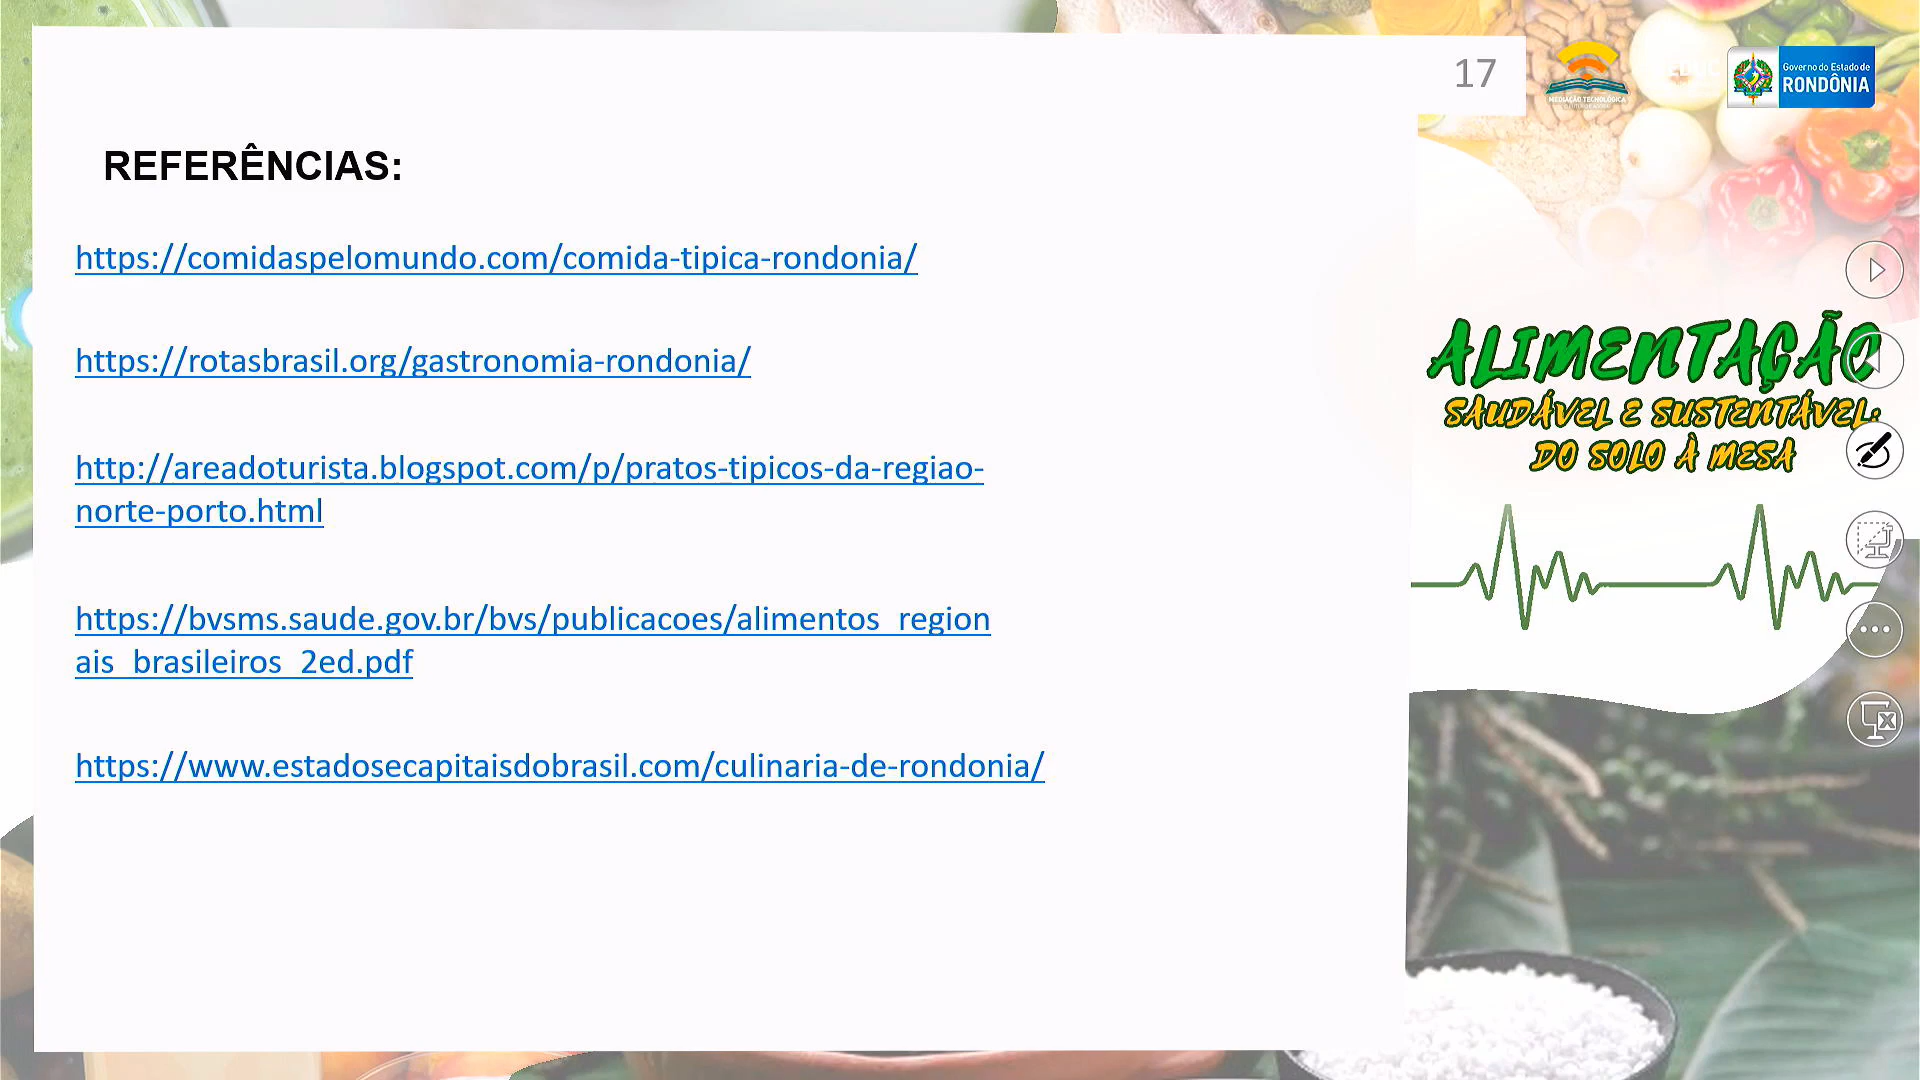 17
Governo do Estado de
RONDÔNIA
MEDIAÇÃO TECNOLÓGICA
REFERÊNCIAS:
https://comidaspelomundo.com/comida-tipica-rondonia/
https://rotasbrasil.org/gastronomia-rondonia/
http://areadoturista.blogspot.com/p/pratos-tipicos-da-regiao-
norte-porto.html
https://bvsms.saude.gov.br/bvs/publicacoes/alimentos_region
ais_brasileiros_2ed.pdf
https://www.estadosecapitaisdobrasil.com/culinaria-de-rondonia/
ALIMENTAÇÃO
SAUDÁVEL E SUSTENTÁVEL:
DO SOLO À MESA